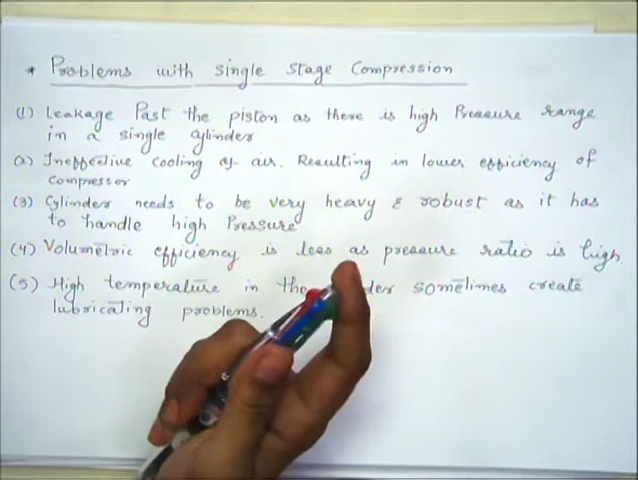 * Problems with single stage Compression
(1) Leakage Past the piston as there is high Pressure range
in a single cylinder
(2) Ineffective cooling of air. Resulting in lower efficiency of
compressor
(3) Cylinder needs to be very heavy & robust as it has
to handle high Pressure
(4) Volumetric efficiency is less as pressure ratio is high.
(5) High temperature in the sometimes create
lubricating problems.